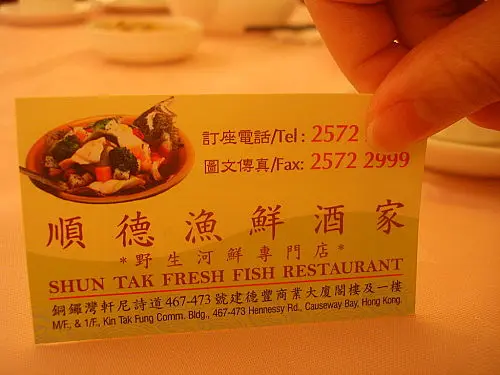 訂座電話/Tel : 2572
圖文傳真/Fax: 2572 2999
順德漁鮮酒家
*野生河鮮專門店*
SHUN TAK FRESH FISH RESTAURANT
銅鑼灣軒尼詩道467-473號建德豐商業大廈閣樓及一樓
M/F., & 1/F., Kin Tak Fung Comm. Bldg., 467-473 Hennessy Rd., Causeway Bay, Hong Kong.